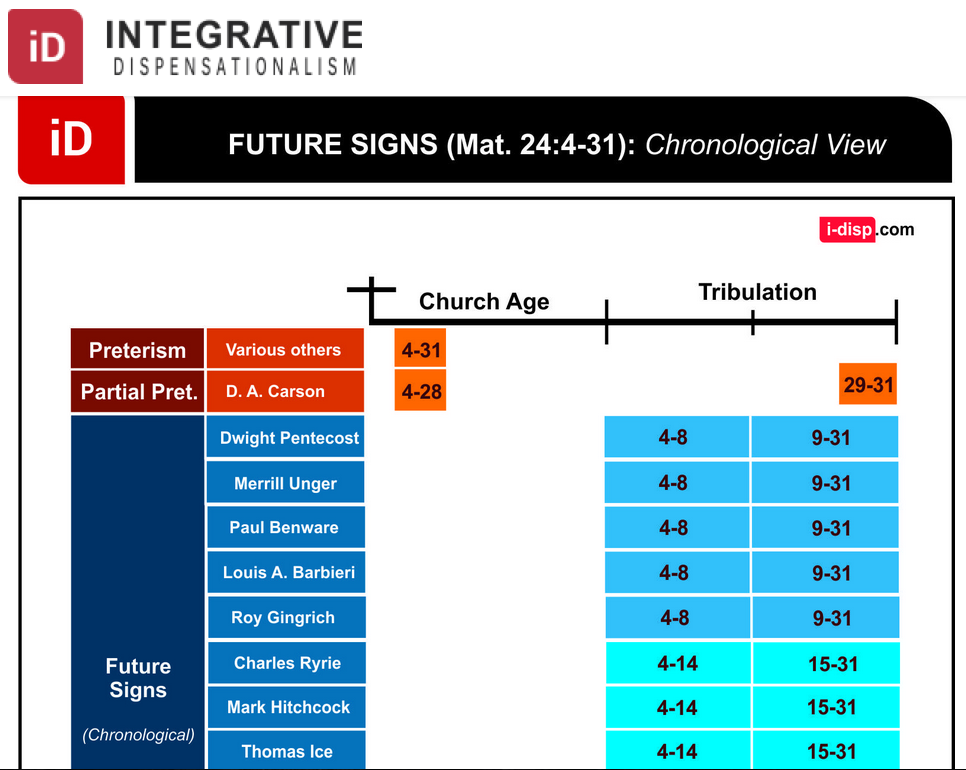 iD
INTEGRATIVE
DISPENSATIONALISM
iD
FUTURE SIGNS (Mat. 24:4-31): Chronological View
i-disp.com
Church Age
Tribulation
Preterism Various others 4-31
Partial Pret. D. A. Carson 4-28 29-31
Dwight Pentecost 4-8 9-31
Merrill Unger 4-8 9-31
Paul Benware 4-8 9-31
Louis A. Barbieri 4-8 9-31
Roy Gingrich 4-8 9-31
Future
Signs
(Chronological)
Charles Ryrie 4-14 15-31
Mark Hitchcock 4-14 15-31
Thomas Ice 4-14 15-31